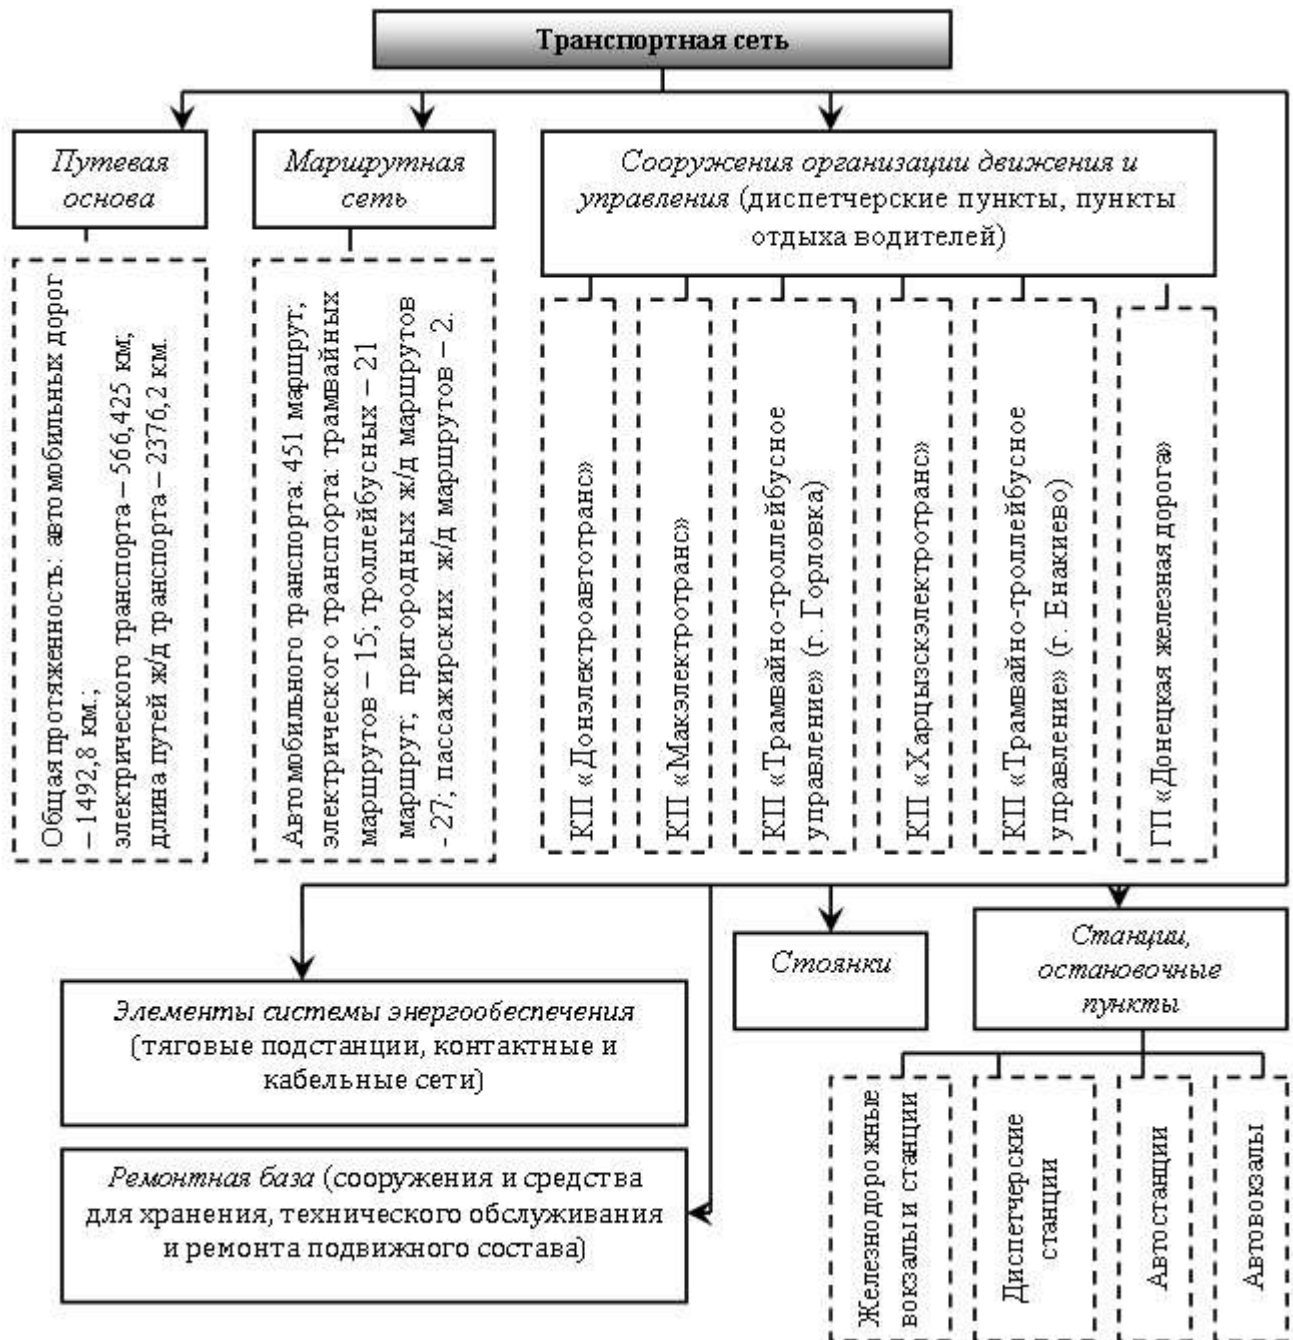 Транспортная сеть
Путевая
основа
Маршрутная
сеть
Сооружения организации движения и
управления (диспетчерские пункты, пункты
отдыха водителей)
Общая протяженность: автомобильных дорог
– 1492,8 км.;
электрического транспорта – 566,425 км;
длина путей ж/д транспорта – 2376,2 км.
Автомобильного транспорта: 451 маршрут;
электрического транспорта: трамвайных
маршрутов – 15; троллейбусных – 21
маршрут; пригородных ж/д маршрутов
- 27; пассажирских ж/д маршрутов – 2.
КП «Донэлектроавтотранс»
КП «Макэлектротранс»
КП «Трамвайно-троллейбусное
управление» (г. Горловка)
КП «Харцызскэлектротранс»
КП «Трамвайно-троллейбусное
управление» (г. Енакиево)
ГП «Донецкая железная дорога»
Элементы системы энергообеспечения
(тяговые подстанции, контактные и
кабельные сети)
Ремонтная база (сооружения и средства
для хранения, технического обслуживания
и ремонта подвижного состава)
Стоянки
Станции,
остановочные
пункты
Железнодорожные
вокзалы и станции
Диспетчерские
станции
Автостанции
Автовокзалы